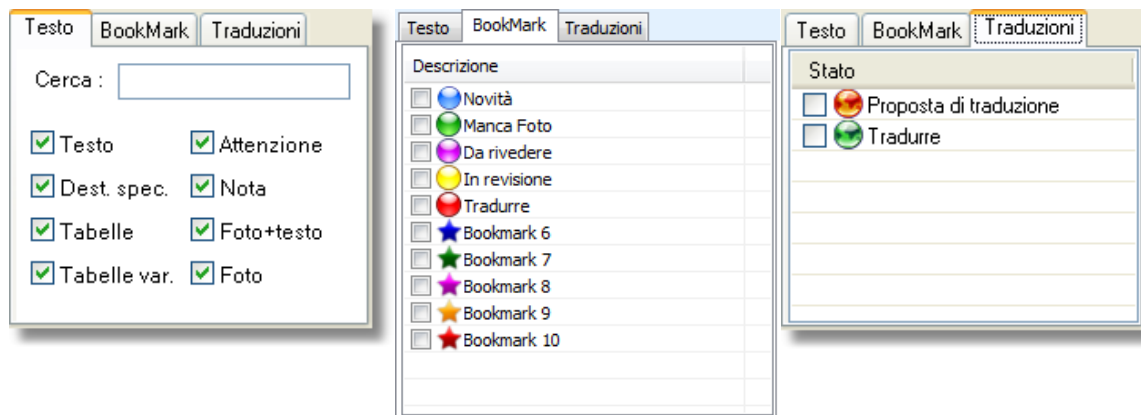 Testo BookMark Traduzioni
Cerca :
Testo Attenzione
Dest. spec. Nota
Tabelle Foto+testo
Tabelle var. Foto
Testo BookMark Traduzioni
Descrizione
Novità
Manca Foto
Da rivedere
In revisione
Tradurre
Bookmark 6
Bookmark 7
Bookmark 8
Bookmark 9
Bookmark 10
Testo BookMark Traduzioni
Stato
Proposta di traduzione
Tradurre